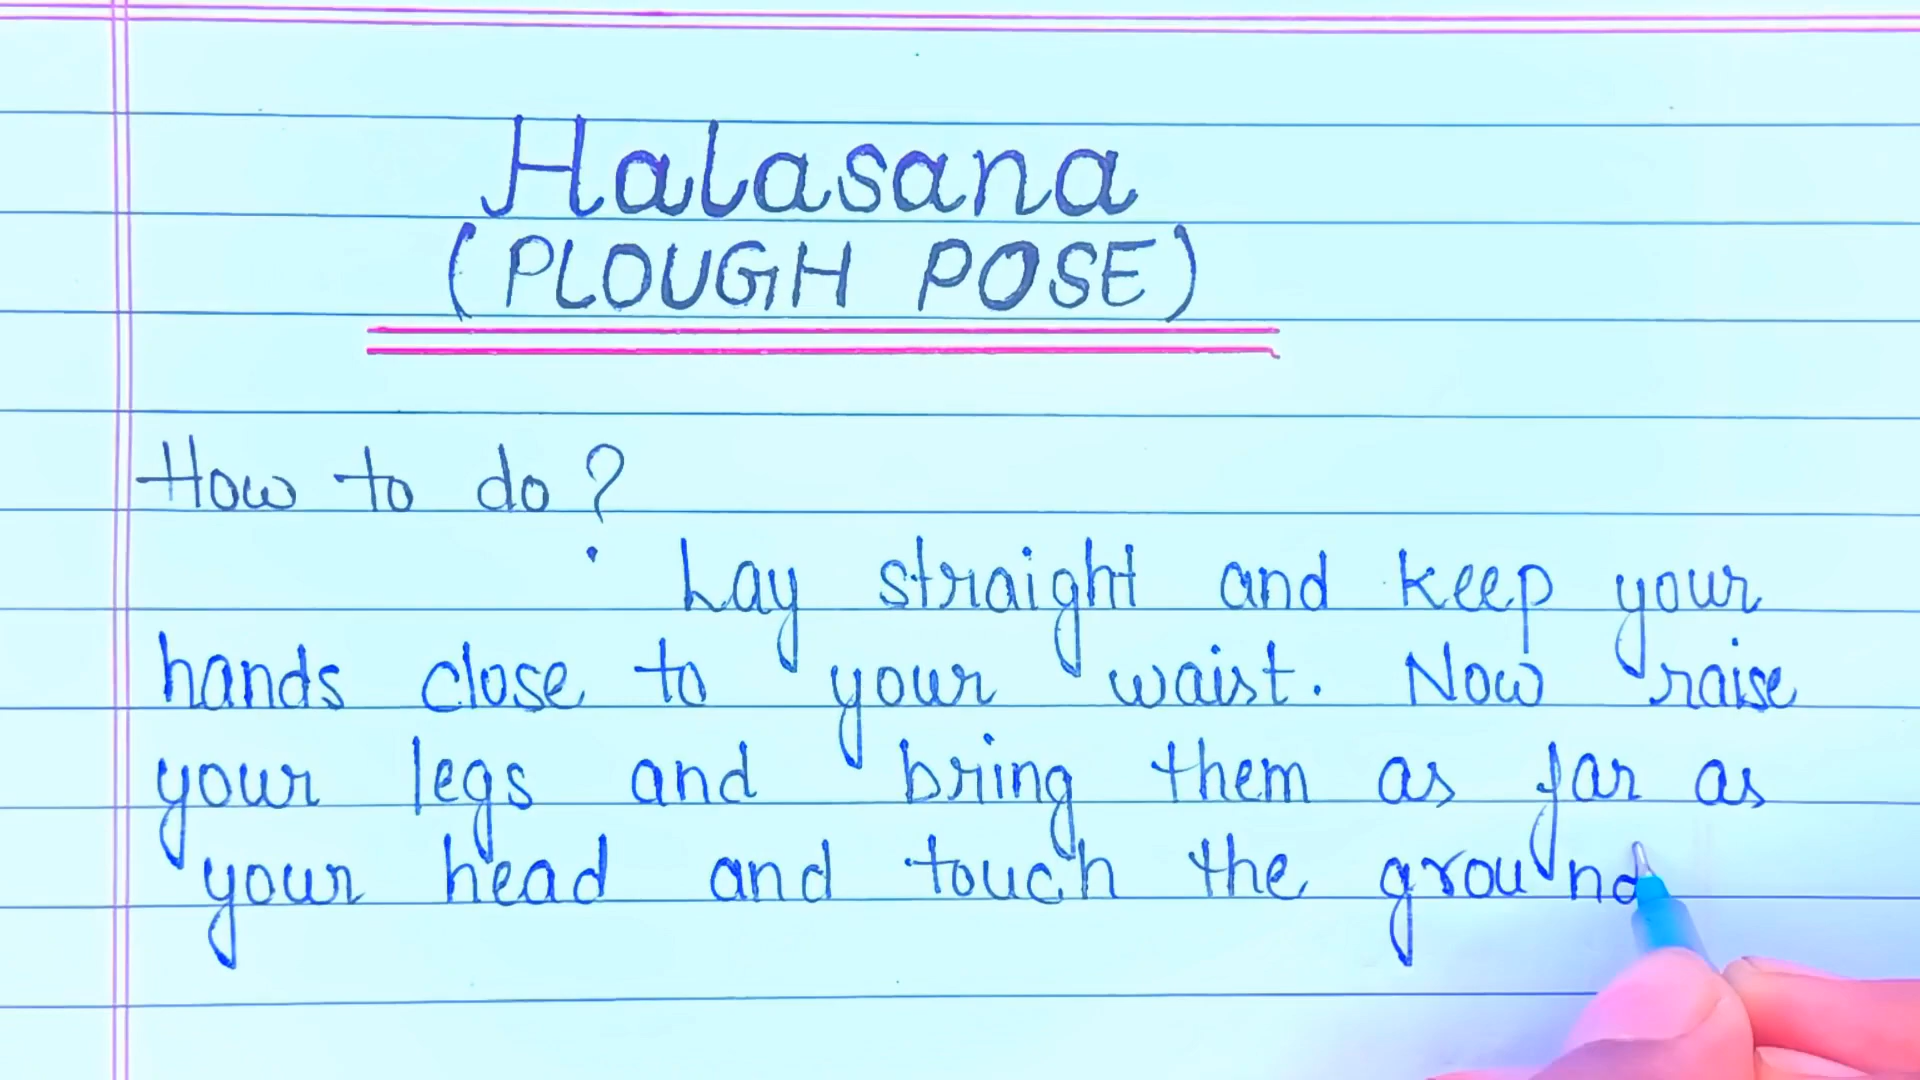 Halasana
(PLOUGH POSE)
How to do?
Lay straight and keep your
hands close to your waist. Now raise
your legs and bring them as far as
your head and touch the ground